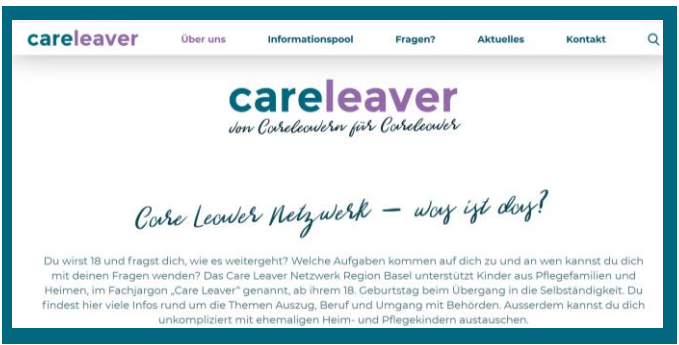 careleaver Über uns Informationspool Fragen? Aktuelles Kontakt
careleaver
von Careleavern für Careleaver
Care Leaver Netzwerk – was ist das?
Du wirst 18 und fragst dich, wie es weitergeht? Welche Aufgaben kommen auf dich zu und an wen kannst du dich
mit deinen Fragen wenden? Das Care Leaver Netzwerk Region Basel unterstützt Kinder aus Pflegefamilien und
Heimen, im Fachjargon „Care Leaver" genannt, ab ihrem 18. Geburtstag beim Übergang in die Selbständigkeit. Du
findest hier viele Infos rund um die Themen Auszug, Beruf und Umgang mit Behörden. Ausserdem kannst du dich
unkompliziert mit ehemaligen Heim- und Pflegekindern austauschen.